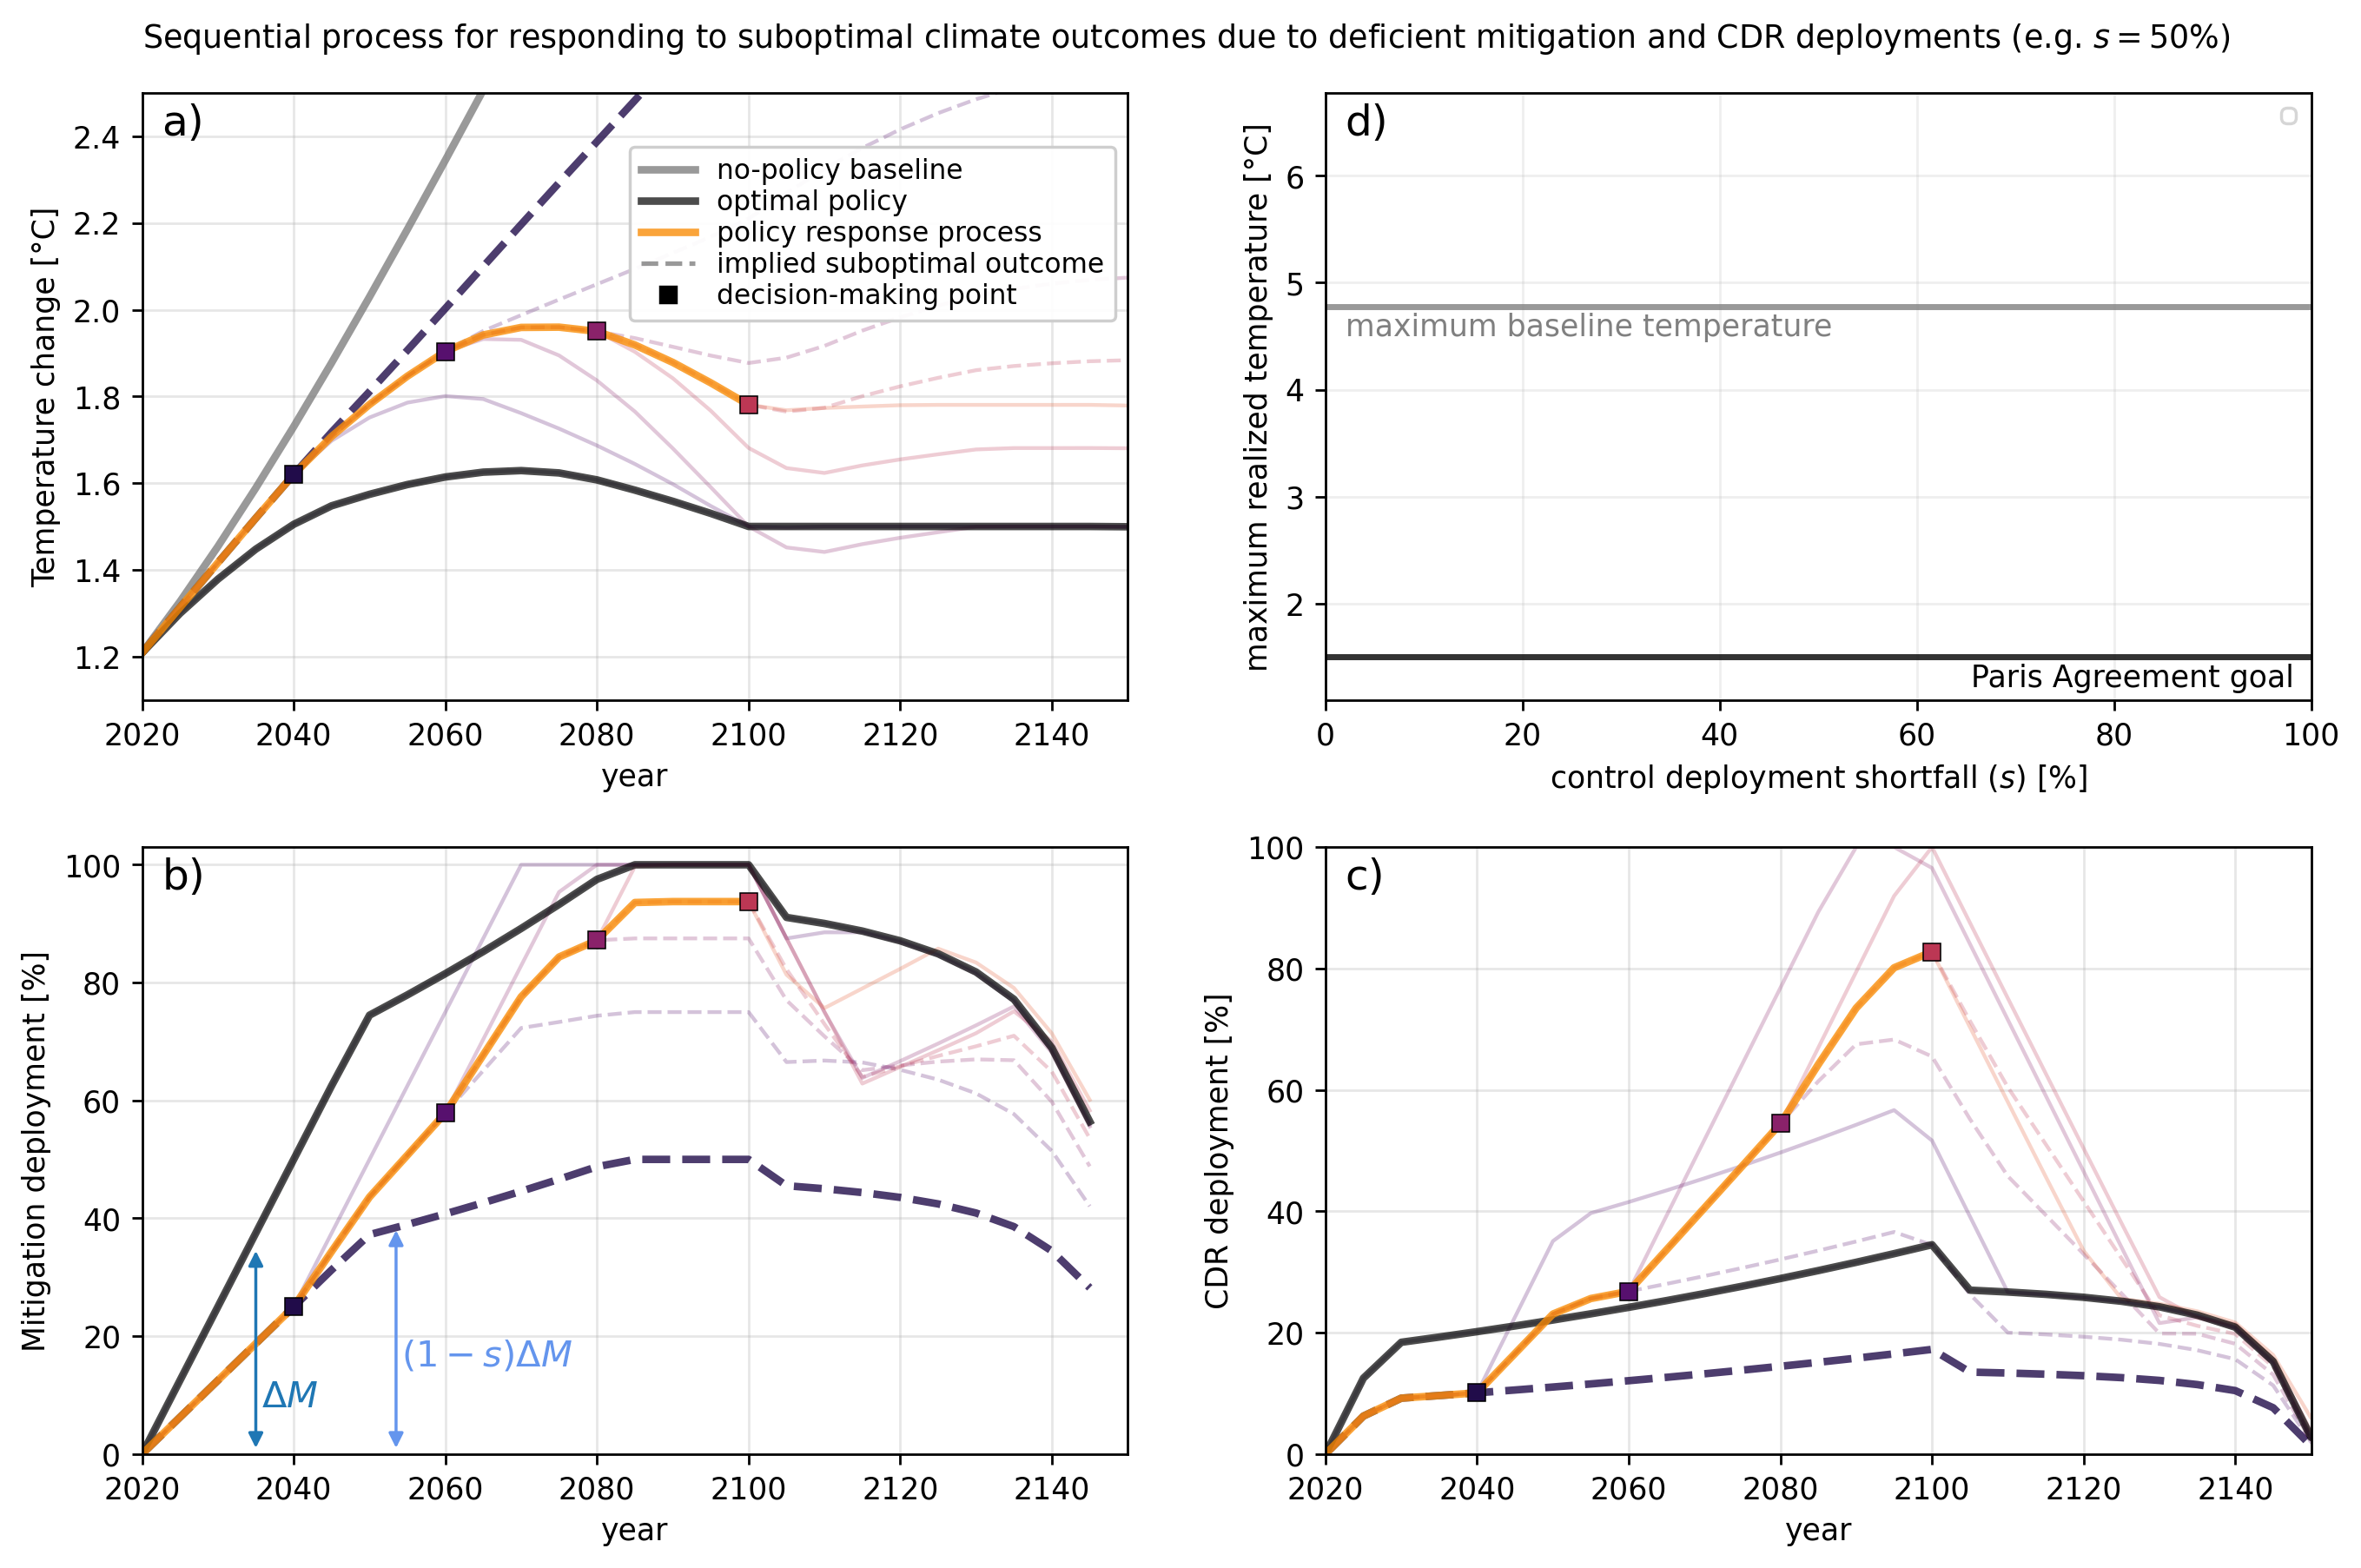 Sequential process for responding to suboptimal climate outcomes due to deficient mitigation and CDR deployments (e.g. s = 50%)
a)
Temperature change [°C]
2.4
2.2
2.0
1.8
1.6
1.4
1.2
no-policy baseline
optimal policy
policy response process
implied suboptimal outcome
decision-making point
2020 2040 2060 2080 2100 2120 2140
year
d)
maximum realized temperature [°C]
6
5
4
3
2
maximum baseline temperature
Paris Agreement goal
0 20 40 60 80 100
control deployment shortfall (s) [%]
b)
Mitigation deployment [%]
100
80
60
40
20
0
(1 − s)ΔM
ΔM
2020 2040 2060 2080 2100 2120 2140
year
c)
CDR deployment [%]
100
80
60
40
20
0
2020 2040 2060 2080 2100 2120 2140
year